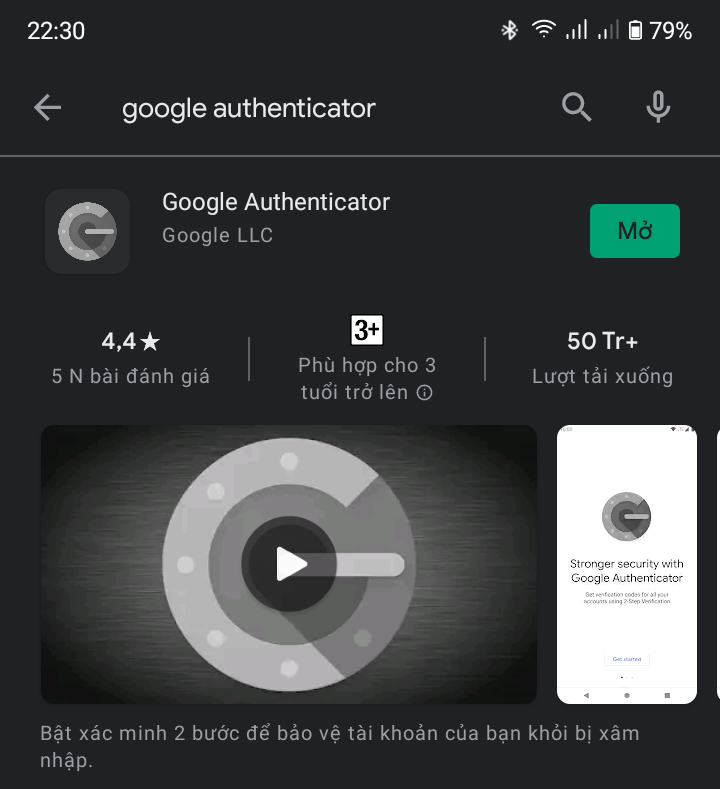 22:30
79%
google authenticator
Google Authenticator
Google LLC
Mở
4,4★
5 N bài đánh giá
3+
Phù hợp cho 3
tuổi trở lên
50 Tr+
Lượt tải xuống
Stronger security with
Google Authenticator
Get verification codes for all your
accounts using 2-Step Verification
Get started
Bật xác minh 2 bước để bảo vệ tài khoản của bạn khỏi bị xâm
nhập.